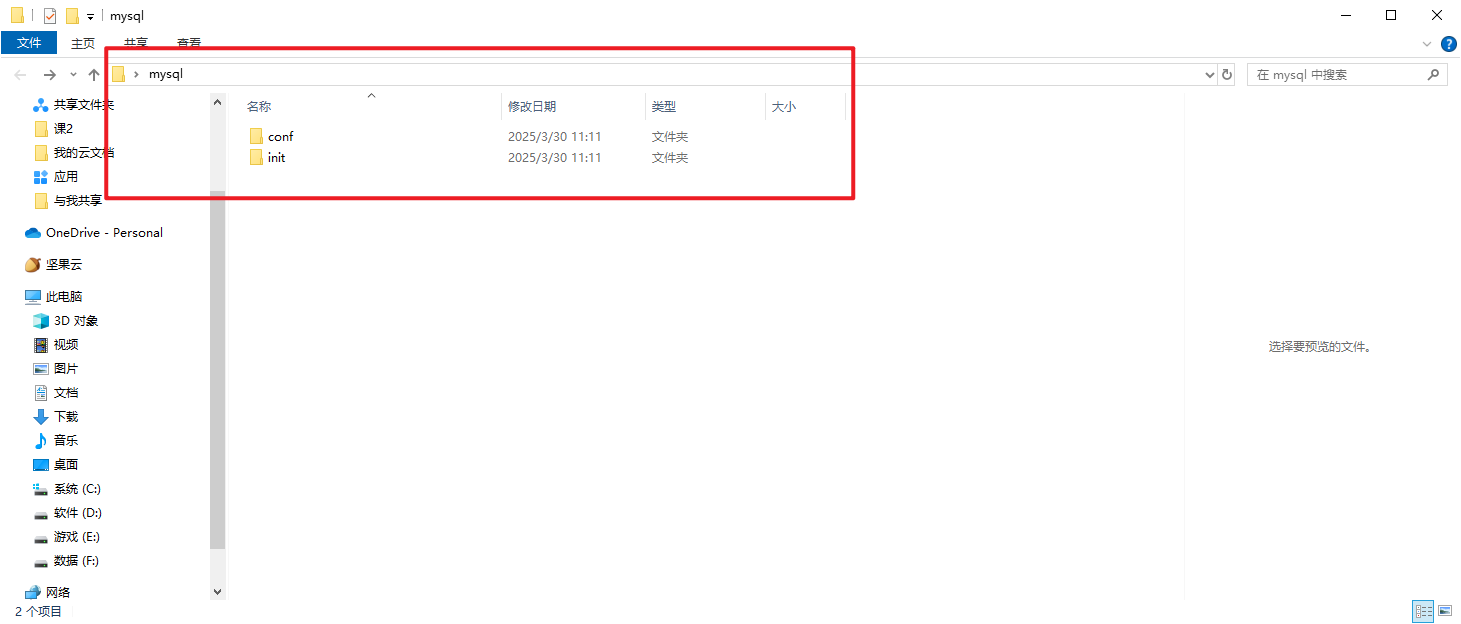 mysql
文件 主页 共享 查看
mysql
在 mysql 中搜索
共享文件夹
课2
我的云文档
应用
与我共享
OneDrive - Personal
坚果云
此电脑
3D 对象
视频
图片
文档
下载
音乐
桌面
系统 (C:)
软件 (D:)
游戏 (E:)
数据 (F:)
网络
名称 修改日期 类型 大小
conf 2025/3/30 11:11 文件夹
init 2025/3/30 11:11 文件夹
选择要预览的文件。
2 个项目